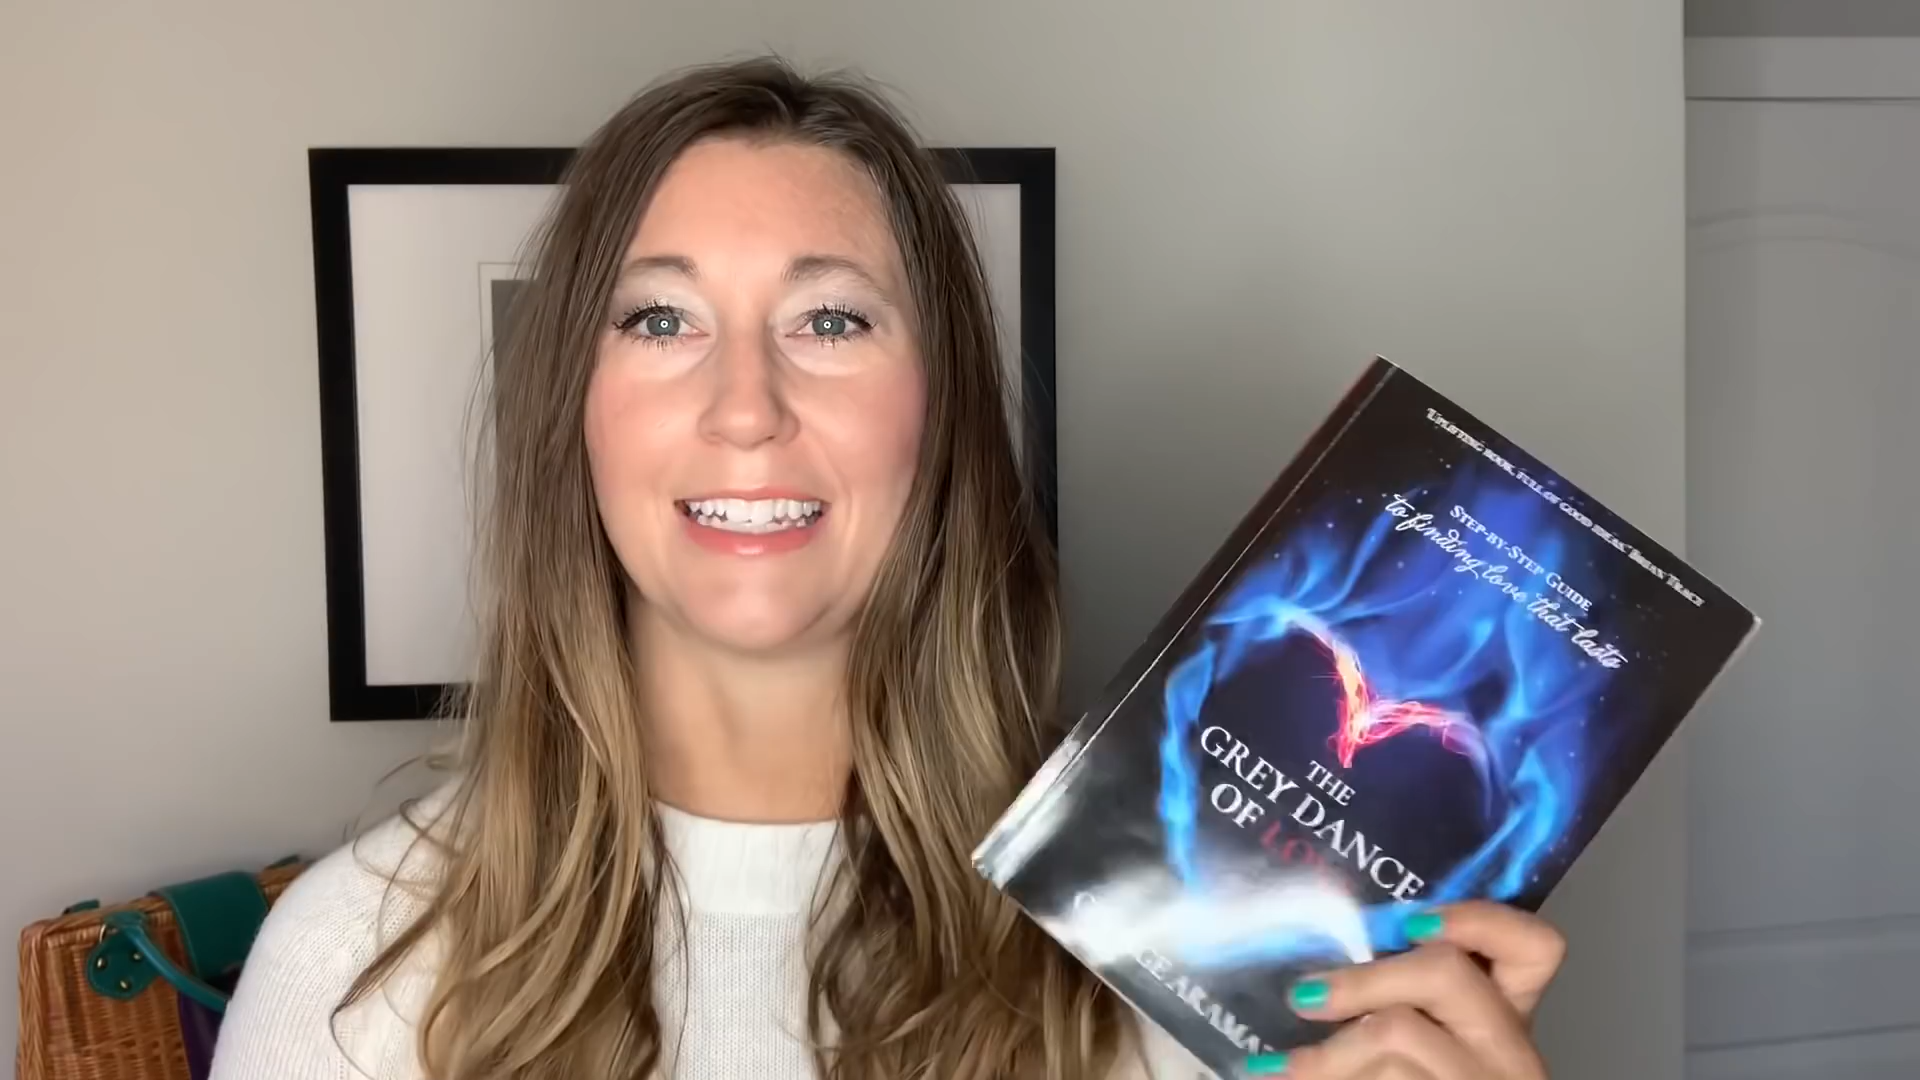 UPLIFTING BOOK, FULL OF GOOD IDEAS. BRIAN TRACY
STEP-BY-STEP GUIDE
to finding love that lasts
THE
GREY DANCE
OF LOVE